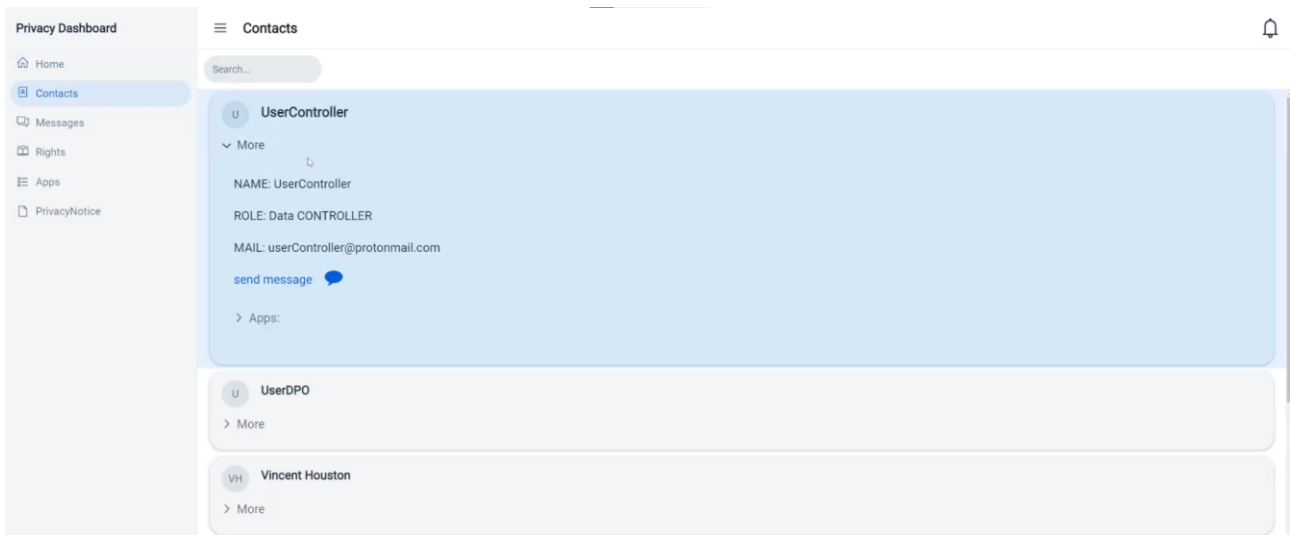 Privacy Dashboard
Home
Contacts
Messages
Rights
Apps
PrivacyNotice
Contacts
Search...
U UserController
More
NAME: UserController
ROLE: Data CONTROLLER
MAIL: userController@protonmail.com
send message
Apps:
U UserDPO
More
VH Vincent Houston
More